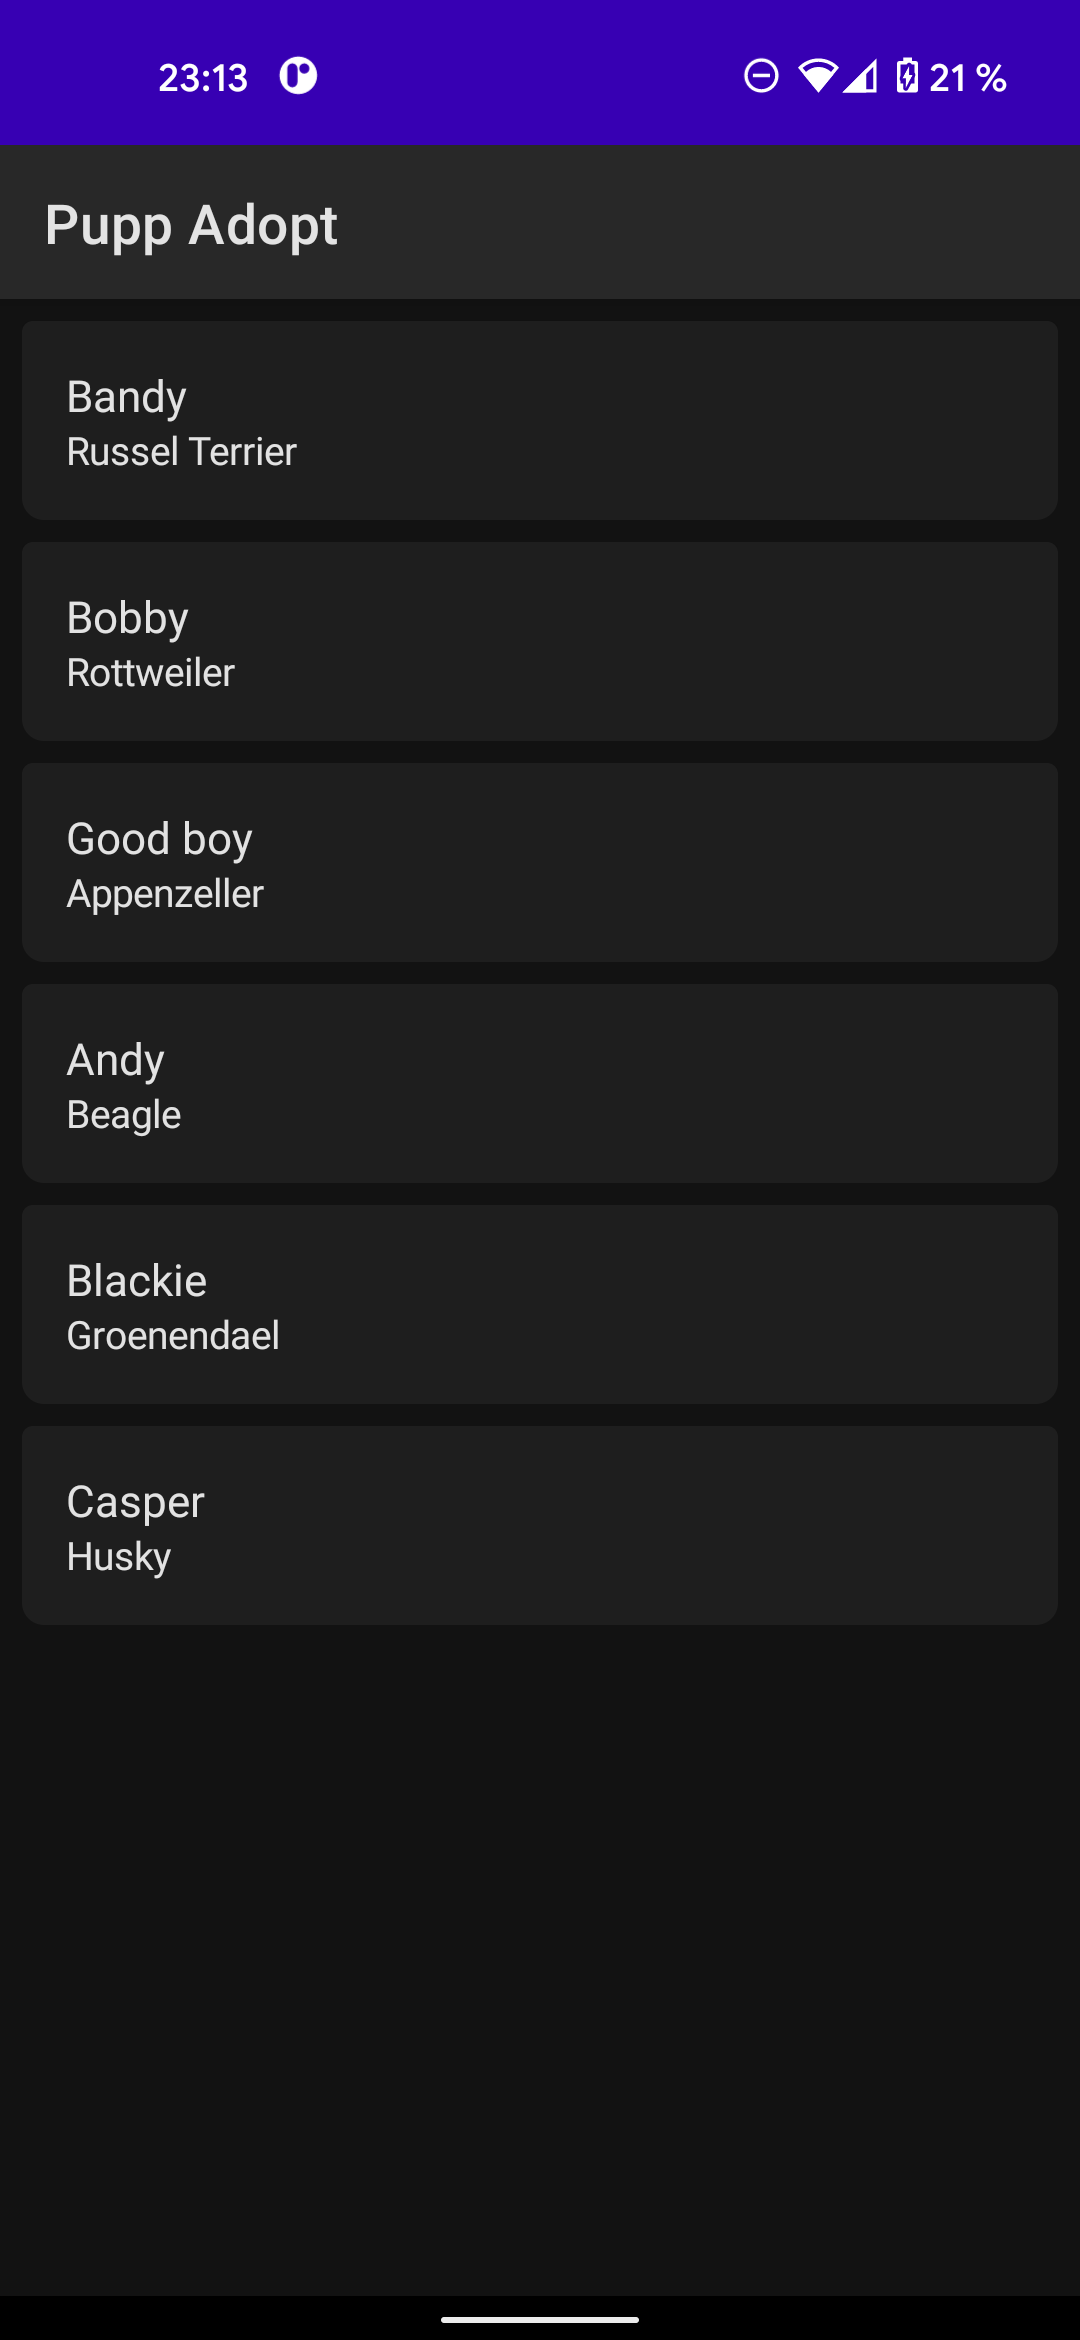 23:13 21 %
Pupp Adopt
Bandy
Russel Terrier
Bobby
Rottweiler
Good boy
Appenzeller
Andy
Beagle
Blackie
Groenendael
Casper
Husky